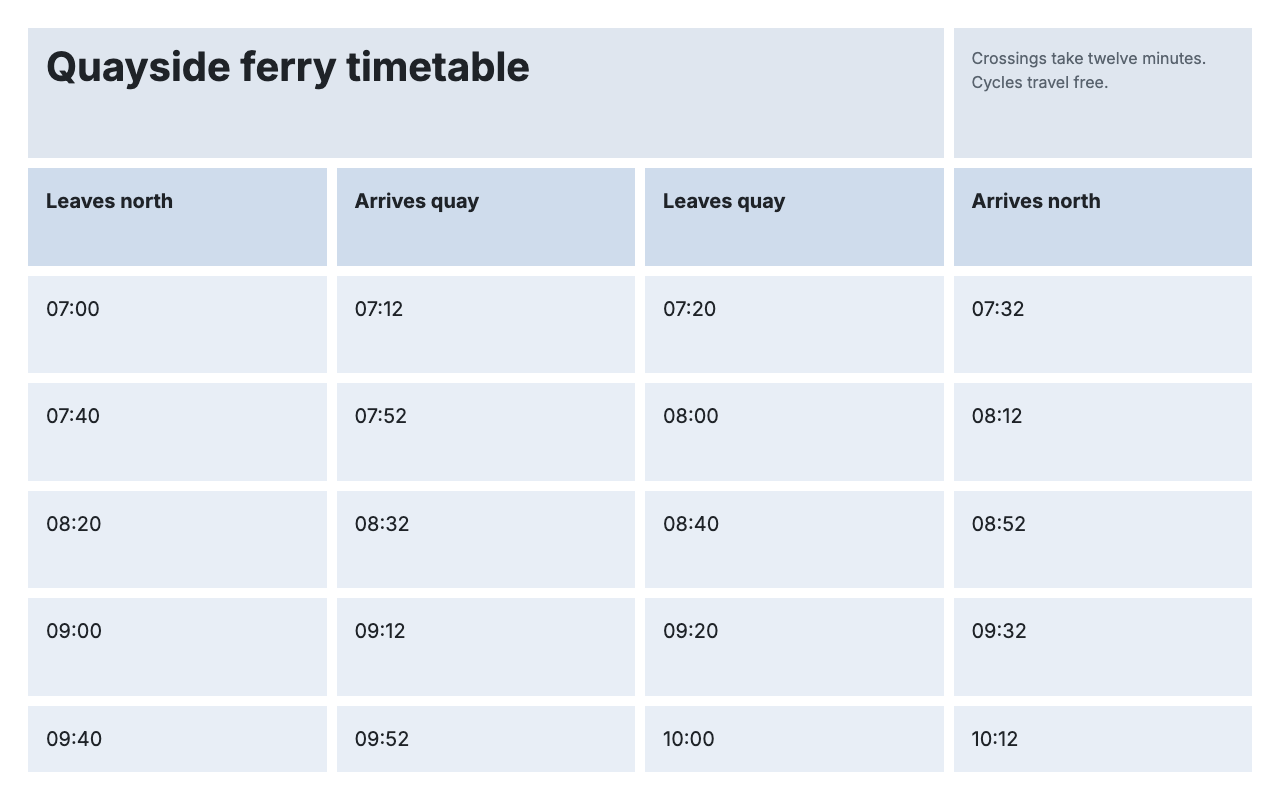 Quayside ferry timetable
Crossings take twelve minutes.
Cycles travel free.
Leaves north
Arrives quay
Leaves quay
Arrives north
07:00
07:12
07:20
07:32
07:40
07:52
08:00
08:12
08:20
08:32
08:40
08:52
09:00
09:12
09:20
09:32
09:40
09:52
10:00
10:12